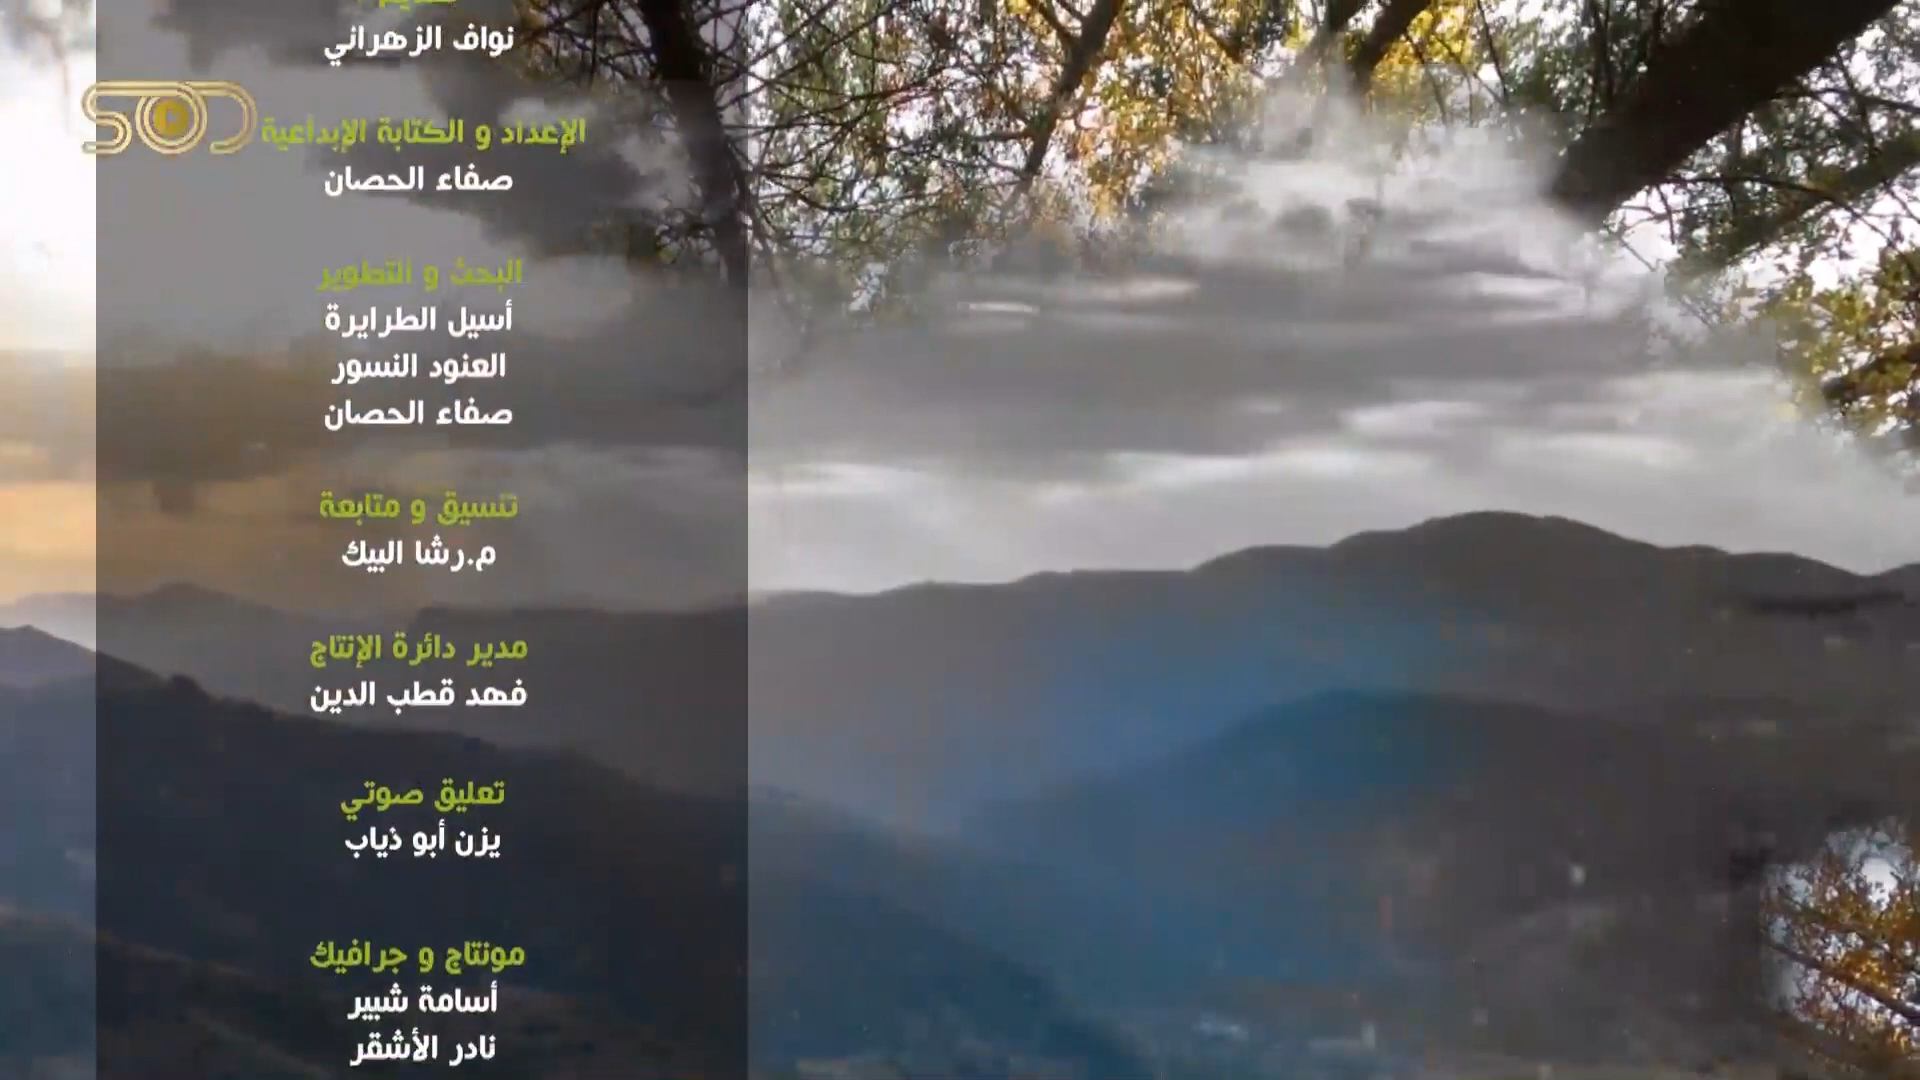 نواف الزهراني
SOD
الإعداد و الكتابة الإبداعية
صفاء الحصان
البحث و التطوير
أسيل الطرايرة
العنود النسور
صفاء الحصان
تنسيق و متابعة
م.رشا البيك
مدير دائرة الإنتاج
فهد قطب الدين
تعليق صوتي
يزن أبو ذياب
مونتاج و جرافيك
أسامة شبير
نادر الأشقر